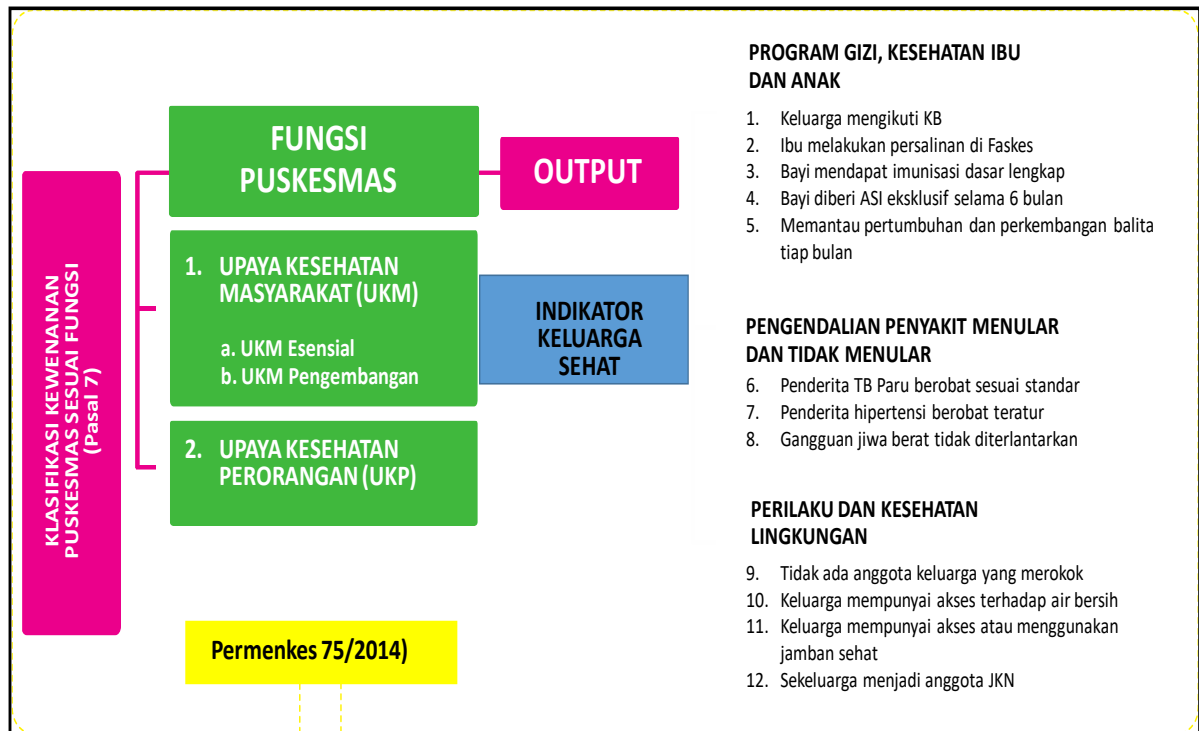 KLASIFIKASI KEWENANAN
PUSKESMAS SESUAI FUNGSI
(Pasal 7)
FUNGSI
PUSKESMAS
OUTPUT
1. UPAYA KESEHATAN
MASYARAKAT (UKM)
a. UKM Esensial
b. UKM Pengembangan
2. UPAYA KESEHATAN
PERORANGAN (UKP)
INDIKATOR
KELUARGA
SEHAT
Permenkes 75/2014)
PROGRAM GIZI, KESEHATAN IBU
DAN ANAK
1. Keluarga mengikuti KB
2. Ibu melakukan persalinan di Faskes
3. Bayi mendapat imunisasi dasar lengkap
4. Bayi diberi ASI eksklusif selama 6 bulan
5. Memantau pertumbuhan dan perkembangan balita
tiap bulan
PENGENDALIAN PENYAKIT MENULAR
DAN TIDAK MENULAR
6. Penderita TB Paru berobat sesuai standar
7. Penderita hipertensi berobat teratur
8. Gangguan jiwa berat tidak diterlantarkan
PERILAKU DAN KESEHATAN
LINGKUNGAN
9. Tidak ada anggota keluarga yang merokok
10. Keluarga mempunyai akses terhadap air bersih
11. Keluarga mempunyai akses atau menggunakan
jamban sehat
12. Sekeluarga menjadi anggota JKN